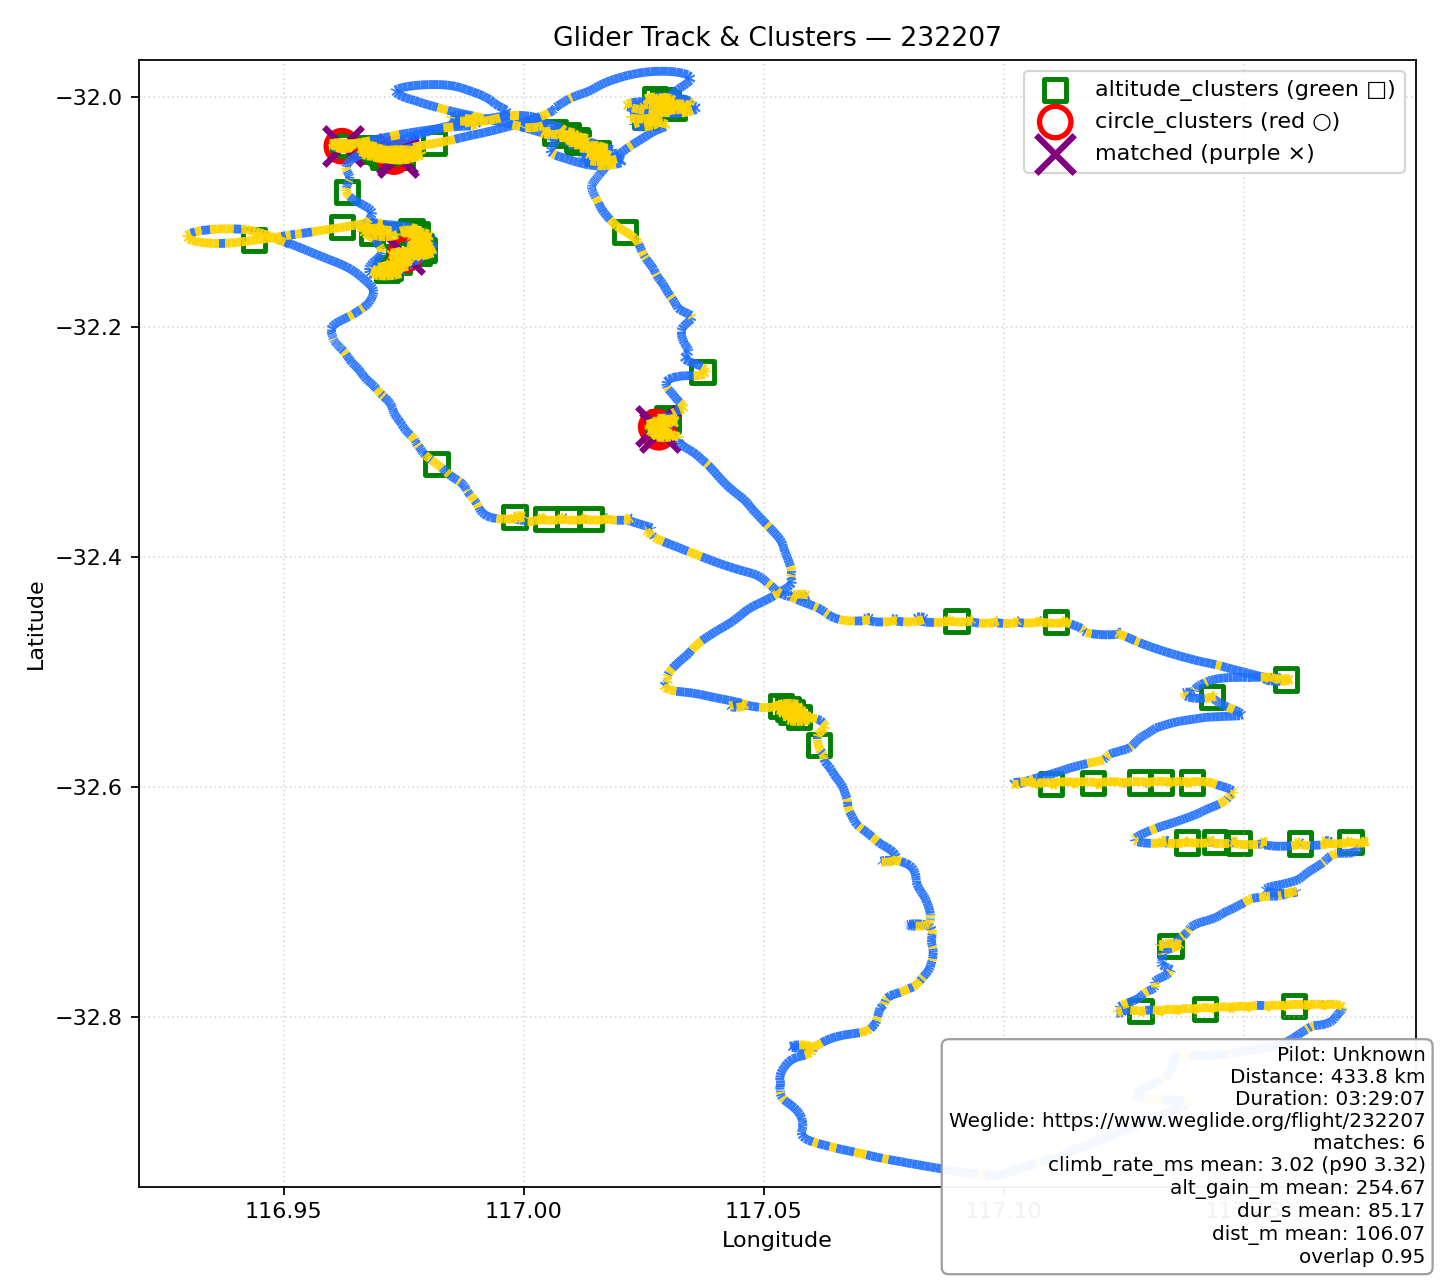 Glider Track & Clusters — 232207
altitude_clusters (green □)
circle_clusters (red ○)
matched (purple ×)
−32.0
−32.2
−32.4
−32.6
−32.8
Latitude
116.95
117.00
117.05
117.10
Longitude
Pilot: Unknown
Distance: 433.8 km
Duration: 03:29:07
Weglide: https://www.weglide.org/flight/232207
matches: 6
climb_rate_ms mean: 3.02 (p90 3.32)
alt_gain_m mean: 254.67
dur_s mean: 85.17
dist_m mean: 106.07
overlap 0.95